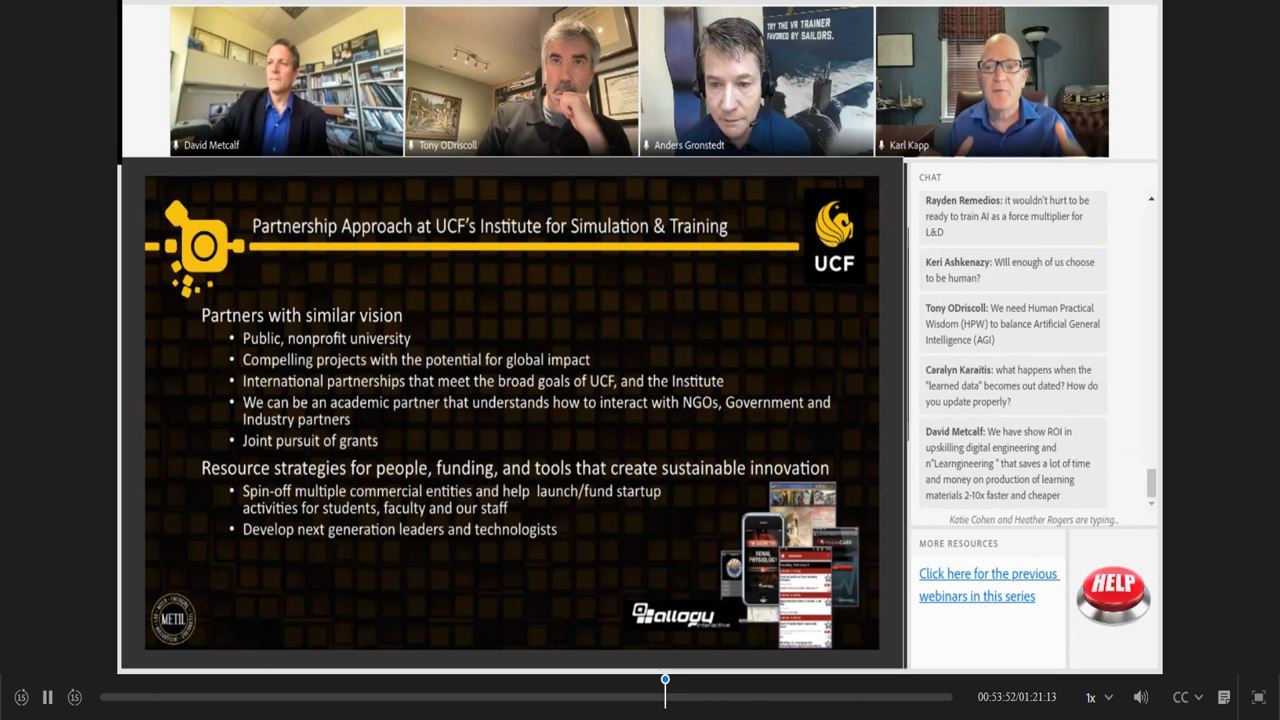 TRY THE VR TRAINER
FAVORED BY SAILORS.
David Metcalf
Tony ODriscoll
Anders Gronstedt
Karl Kapp
Partnership Approach at UCF's Institute for Simulation & Training
UCF
Partners with similar vision
• Public, nonprofit university
• Compelling projects with the potential for global impact
• International partnerships that meet the broad goals of UCF, and the Institute
• We can be an academic partner that understands how to interact with NGOs, Government and
Industry partners
• Joint pursuit of grants
Resource strategies for people, funding, and tools that create sustainable innovation
• Spin-off multiple commercial entities and help launch/fund startup
activities for students, faculty and our staff
• Develop next generation leaders and technologists
RENAL
PHYSIOLOGY
METIL
allogy
interactive
CHAT
Rayden Remedios: it wouldn't hurt to be
ready to train AI as a force multiplier for
L&D
Keri Ashkenazy: WIll enough of us choose
to be human?
Tony ODriscoll: We need Human Practical
Wisdom (HPW) to balance Artificial General
Intelligence (AGI)
Caralyn Karaitis: what happens when the
"learned data" becomes out dated? How do
you update properly?
David Metcalf: We have show ROI in
upskilling digital engineering and
n"Learngineering " that saves a lot of time
and money on production of learning
materials 2-10x faster and cheaper
Katie Cohen and Heather Rogers are typing...
MORE RESOURCES
Click here for the previous
webinars in this series
HELP
15
15
00:53:52/01:21:13
1x
CC